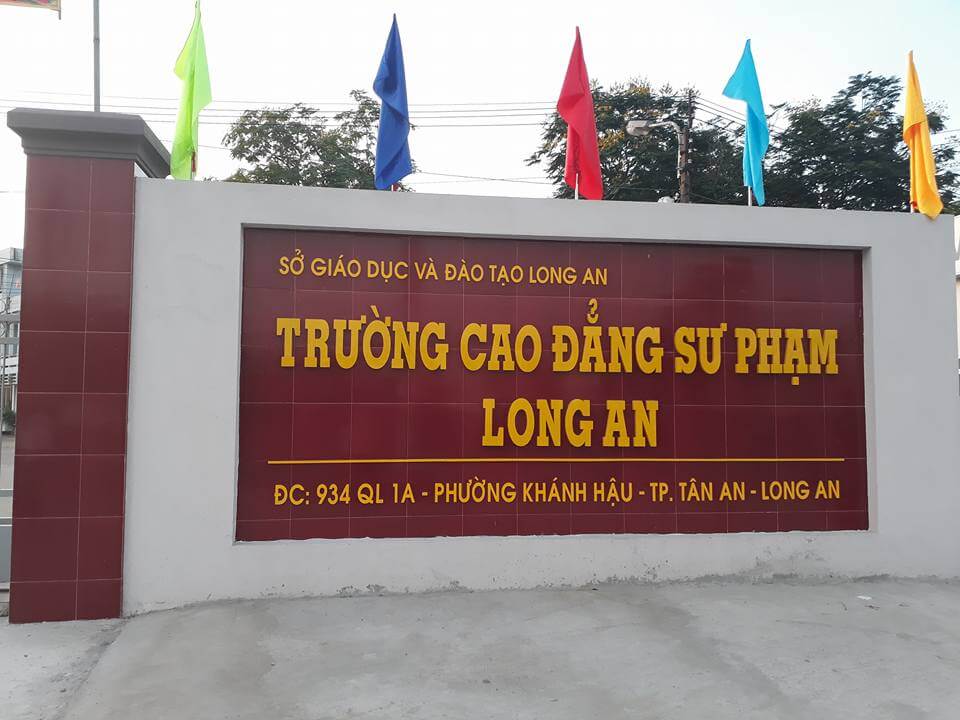 SỞ GIÁO DỤC VÀ ĐÀO TẠO LONG AN
TRƯỜNG CAO ĐẲNG SƯ PHẠM
LONG AN
ĐC: 934 QL 1A - PHƯỜNG KHÁNH HẬU - TP. TÂN AN - LONG AN